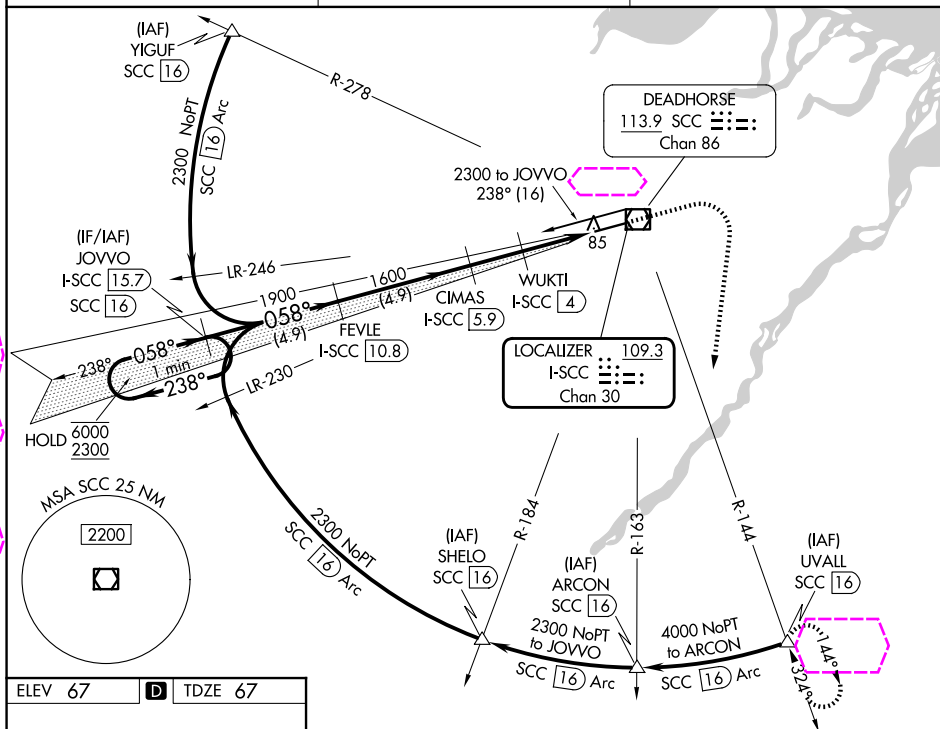 (IAF)
YIGUF
SCC 16
R-278
2300 NoPT
SCC 16 Arc
DEADHORSE
113.9 SCC
Chan 86
2300 to JOVVO
238° (16)
85
(IF/IAF)
JOVVO
I-SCC 15.7
SCC 16
LR-246
1900
1600
058°
(4.9)
(4.9)
CIMAS
I-SCC 5.9
WUKTI
I-SCC 4
FEVLE
I-SCC 10.8
238°
058°
1 min
238°
LR-230
LOCALIZER 109.3
I-SCC
Chan 30
HOLD 6000
2300
MSA SCC 25 NM
2200
2300 NoPT
SCC 16 Arc
R-184
R-163
R-144
(IAF)
SHELO
SCC 16
(IAF)
ARCON
SCC 16
(IAF)
UVALL
SCC 16
2300 NoPT
to JOVVO
SCC 16 Arc
4000 NoPT
to ARCON
SCC 16 Arc
144°
324°
ELEV 67 D TDZE 67